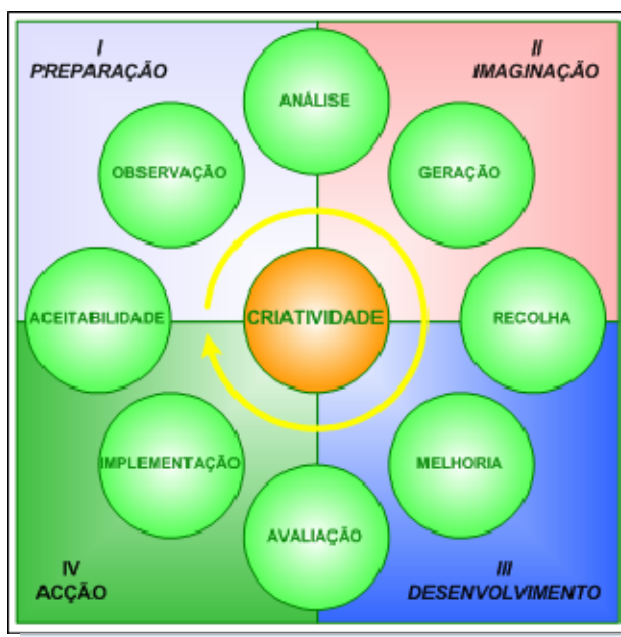 I
PREPARAÇÃO
II
IMAGINAÇÃO
ANÁLISE
OBSERVAÇÃO
GERAÇÃO
ACEITABILIDADE
CRIATIVIDADE
RECOLHA
IMPLEMENTAÇÃO
MELHORIA
AVALIAÇÃO
IV
ACÇÃO
III
DESENVOLVIMENTO